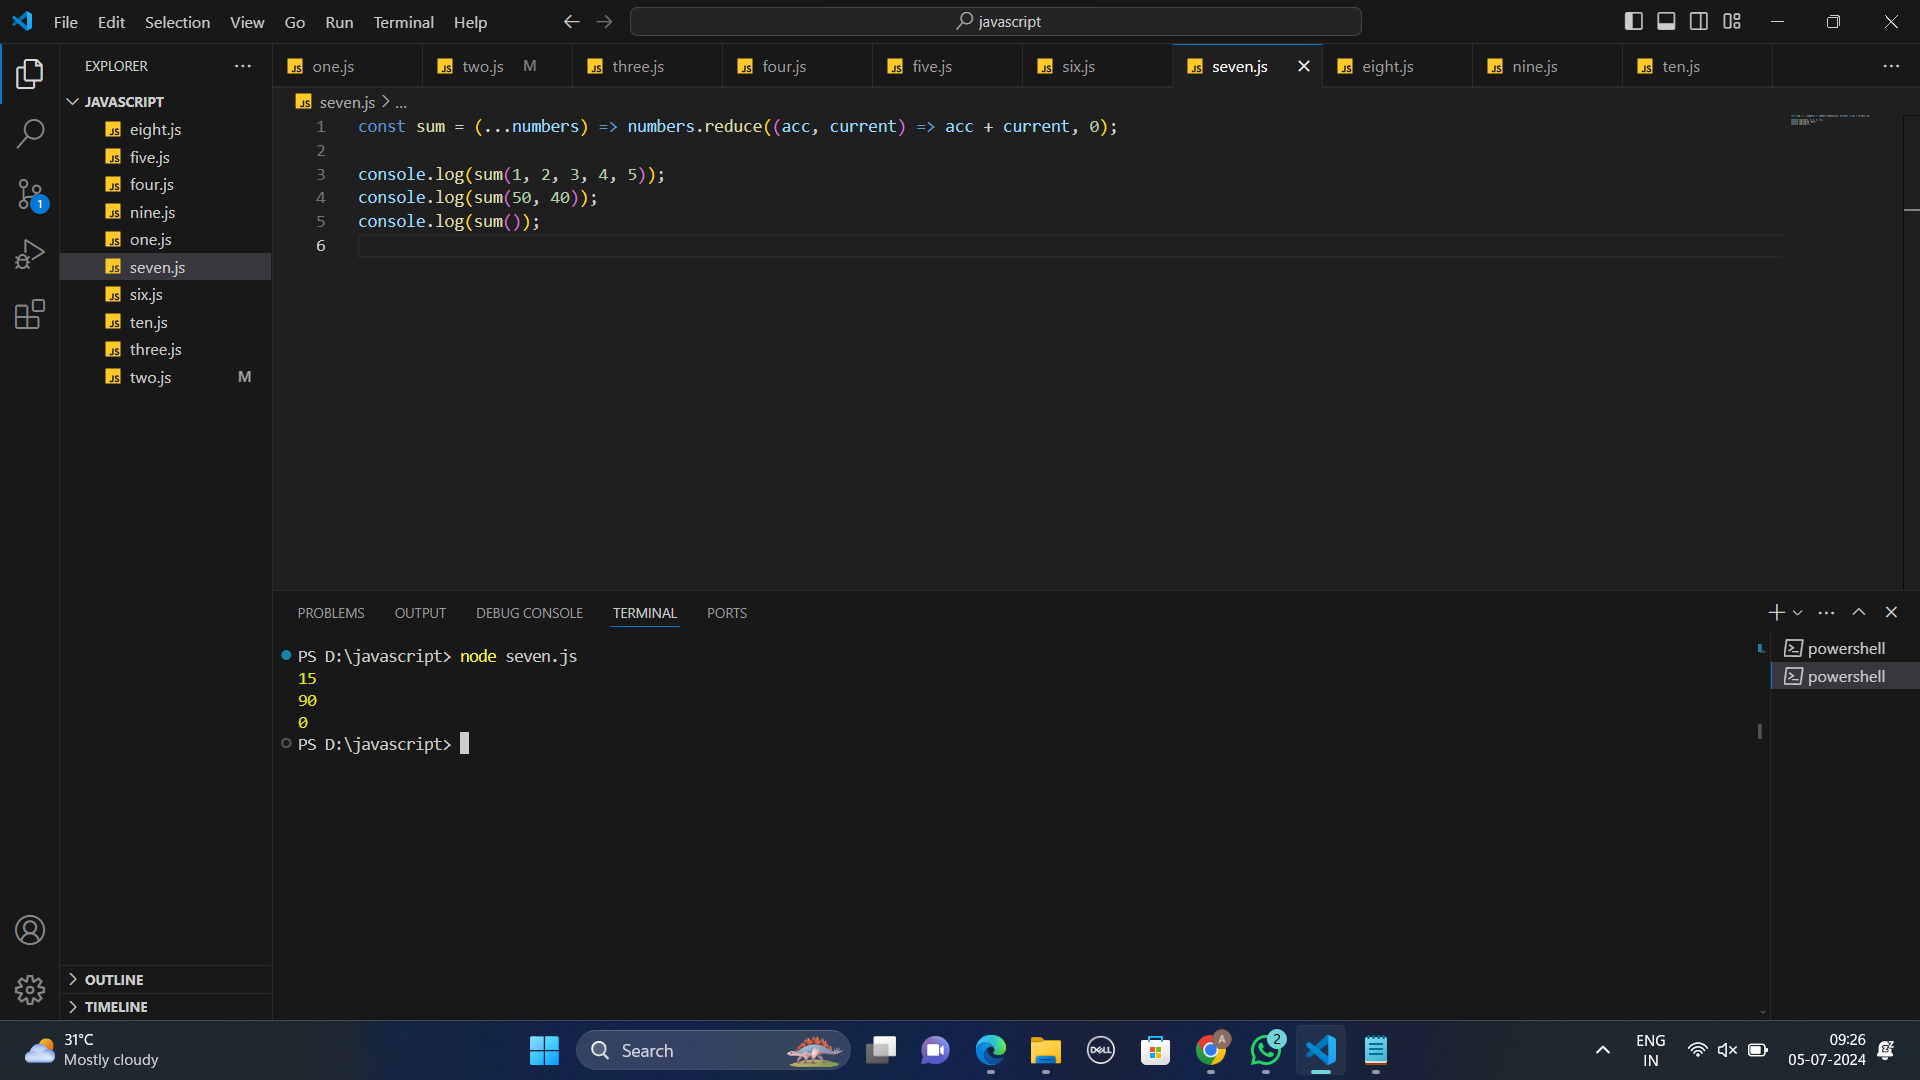 File Edit Selection View Go Run Terminal Help
javascript
EXPLORER
one.js
two.js M
three.js
four.js
five.js
six.js
seven.js
eight.js
nine.js
ten.js
JAVASCRIPT
eight.js
five.js
four.js
nine.js
one.js
seven.js
six.js
ten.js
three.js
two.js M
1
seven.js > ...
1 const sum = (...numbers) => numbers.reduce((acc, current) => acc + current, 0);
2
3 console.log(sum(1, 2, 3, 4, 5));
4 console.log(sum(50, 40));
5 console.log(sum());
6
PROBLEMS OUTPUT DEBUG CONSOLE TERMINAL PORTS
PS D:\javascript> node seven.js
15
90
0
PS D:\javascript>
powershell
powershell
OUTLINE
TIMELINE
31°C
Mostly cloudy
Search
DELL
A
2
ENG
IN
09:26
05-07-2024